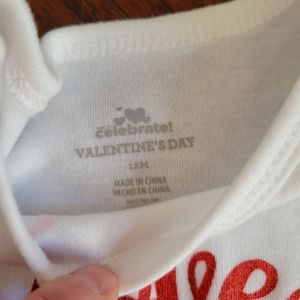 celebrate!
VALENTINE'S DAY
12M
MADE IN CHINA
HECHO EN CHINA